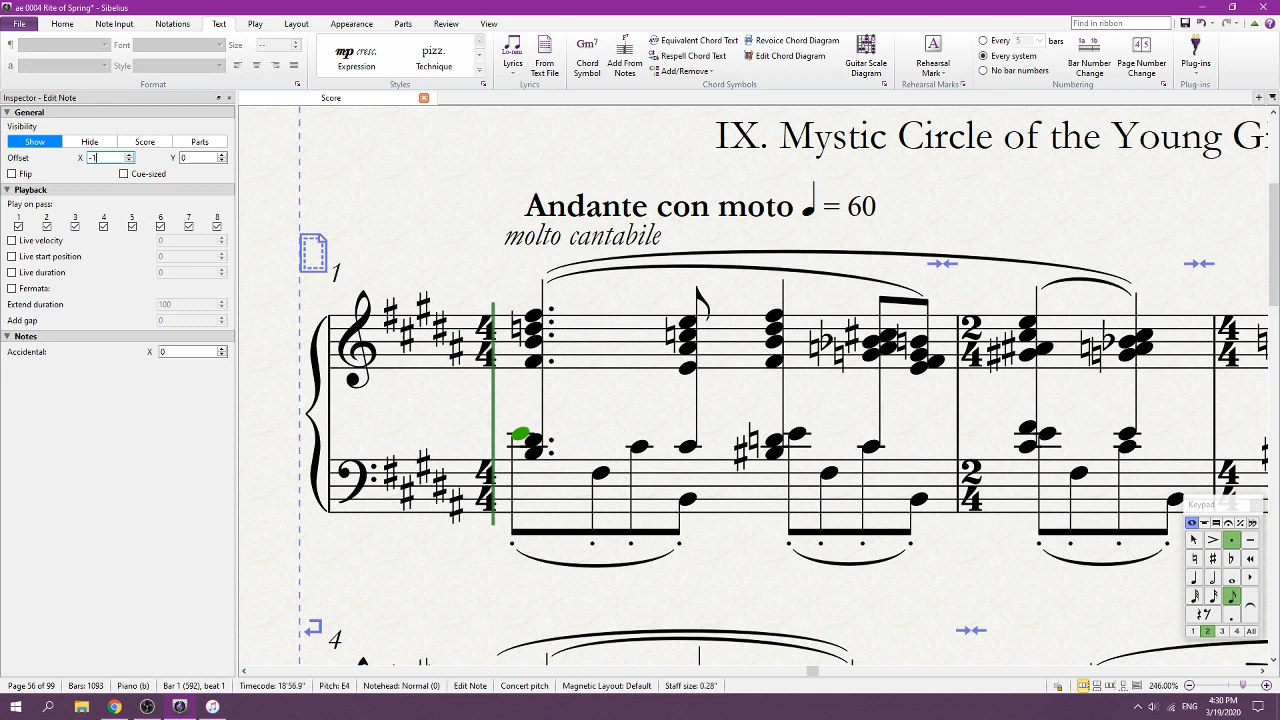 ae 0004 Rite of Spring* - Sibelius
File Home Note Input Notations Text Play Layout Appearance Parts Review View
Find in ribbon
Font Size --
Style
Format
mp cresc.
Expression
pizz.
Technique
Styles
Lyrics
From Text File
Lyrics
Gm7
Chord Symbol
Add From Notes
Equivalent Chord Text
Respell Chord Text
Add/Remove
Revoice Chord Diagram
Edit Chord Diagram
Guitar Scale Diagram
Chord Symbols
A
Rehearsal Mark
Rehearsal Marks
Every 5 bars
Every system
No bar numbers
Bar Number Change
Page Number Change
Numbering
Plug-ins
Plug-ins
Inspector - Edit Note
Score
General
Visibility
Show Hide Score Parts
Offset X -1 Y 0
Flip Cue-sized
Playback
Play on pass:
1 2 3 4 5 6 7 8
Live velocity 0
Live start position 0
Live duration 0
Fermata:
Extend duration 100
Add gap 0
Notes
Accidental: X 0
IX. Mystic Circle of the Young Gi
Andante con moto ♩ = 60
molto cantabile
1
4
Keypad
1 2 3 4 All
Page 56 of 99 Bars: 1093 Piano (b) Bar 1 (592), beat 1 Timecode: 18'56.9" Pitch: E4 Notehead: Normal (0) Edit Note Concert pitch Magnetic Layout: Default Staff size: 0.28" 246.00%
4:30 PM
3/19/2020